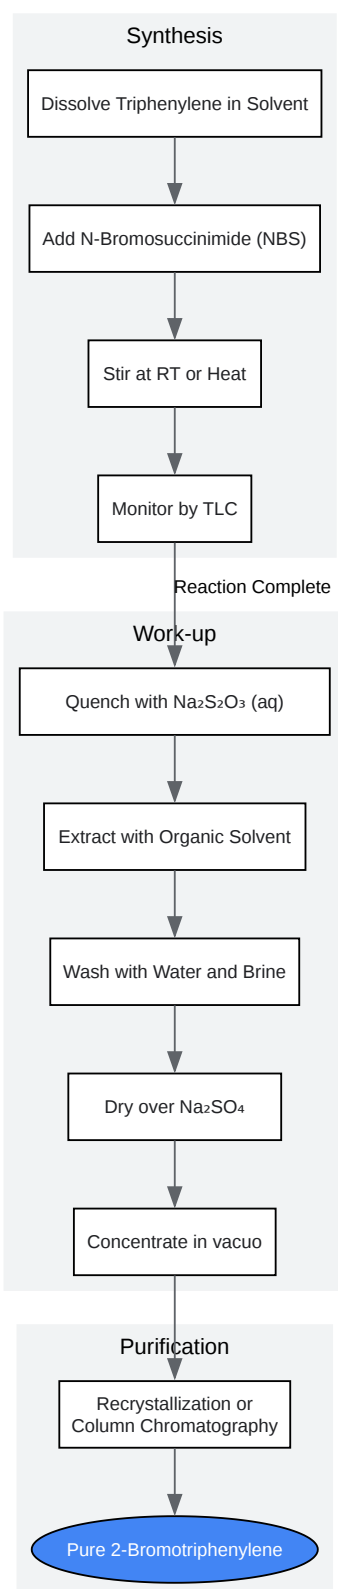 Synthesis
Dissolve Triphenylene in Solvent
Add N-Bromosuccinimide (NBS)
Stir at RT or Heat
Monitor by TLC
Reaction Complete
Work-up
Quench with Na₂S₂O₃ (aq)
Extract with Organic Solvent
Wash with Water and Brine
Dry over Na₂SO₄
Concentrate in vacuo
Purification
Recrystallization or
Column Chromatography
Pure 2-Bromotriphenylene